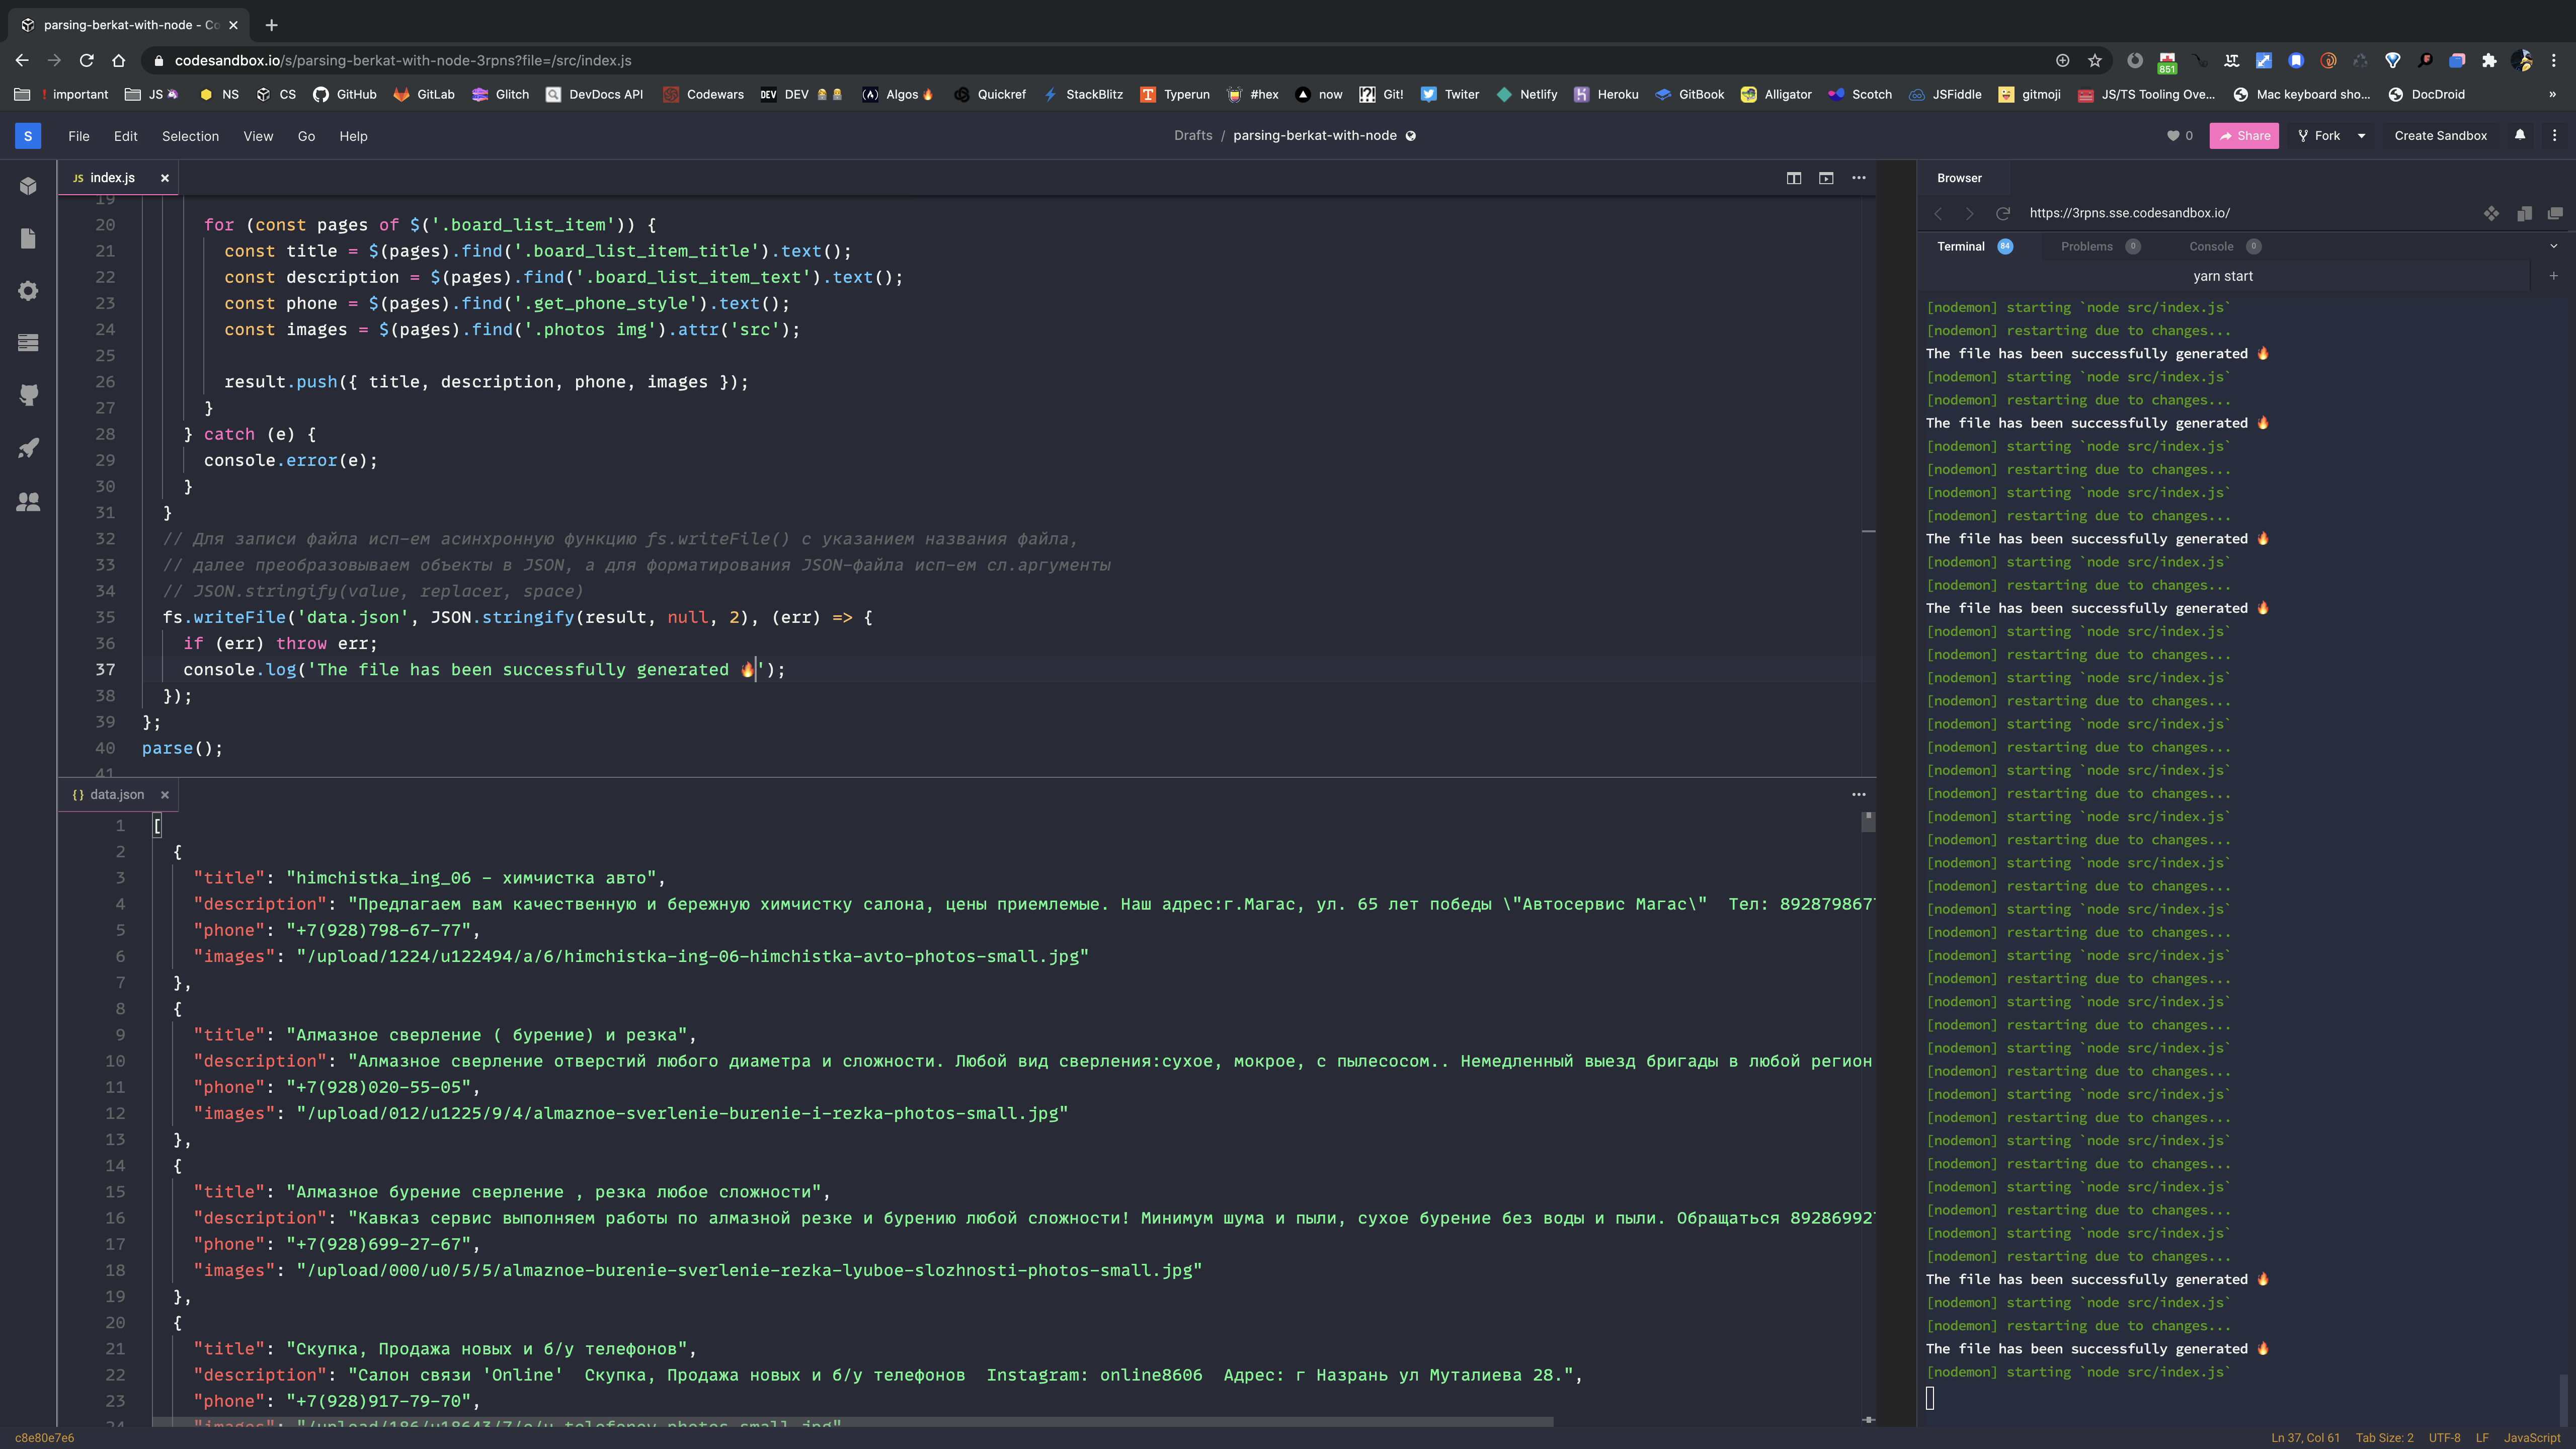 parsing-berkat-with-node - Co
codesandbox.io/s/parsing-berkat-with-node-3rpns?file=/src/index.js
851
! important JS NS CS GitHub GitLab Glitch DevDocs API Codewars DEV DEV Algos Quickref StackBlitz Typerun #hex now Git! Twiter Netlify Heroku GitBook Alligator Scotch JSFiddle gitmoji JS/TS Tooling Ove... Mac keyboard sho... DocDroid »
S File Edit Selection View Go Help
Drafts / parsing-berkat-with-node
0 Share Fork Create Sandbox
JS index.js
19
20 for (const pages of $('.board_list_item')) {
21 const title = $(pages).find('.board_list_item_title').text();
22 const description = $(pages).find('.board_list_item_text').text();
23 const phone = $(pages).find('.get_phone_style').text();
24 const images = $(pages).find('.photos img').attr('src');
25
26 result.push({ title, description, phone, images });
27 }
28 } catch (e) {
29 console.error(e);
30 }
31 }
32 // Для записи файла исп-ем асинхронную функцию fs.writeFile() с указанием названия файла,
33 // далее преобразовываем объекты в JSON, а для форматирования JSON-файла исп-ем сл.аргументы
34 // JSON.stringify(value, replacer, space)
35 fs.writeFile('data.json', JSON.stringify(result, null, 2), (err) => {
36 if (err) throw err;
37 console.log('The file has been successfully generated 🔥');
38 });
39 };
40 parse();
41
{} data.json
1 [
2 {
3 "title": "himchistka_ing_06 - химчистка авто",
4 "description": "Предлагаем вам качественную и бережную химчистку салона, цены приемлемые. Наш адрес:г.Магас, ул. 65 лет победы \"Автосервис Магас\" Тел: 8928798677
5 "phone": "+7(928)798-67-77",
6 "images": "/upload/1224/u122494/a/6/himchistka-ing-06-himchistka-avto-photos-small.jpg"
7 },
8 {
9 "title": "Алмазное сверление ( бурение) и резка",
10 "description": "Алмазное сверление отверстий любого диаметра и сложности. Любой вид сверления:сухое, мокрое, с пылесосом.. Немедленный выезд бригады в любой регион
11 "phone": "+7(928)020-55-05",
12 "images": "/upload/012/u1225/9/4/almaznoe-sverlenie-burenie-i-rezka-photos-small.jpg"
13 },
14 {
15 "title": "Алмазное бурение сверление , резка любое сложности",
16 "description": "Кавказ сервис выполняем работы по алмазной резке и бурению любой сложности! Минимум шума и пыли, сухое бурение без воды и пыли. Обращаться 892869927
17 "phone": "+7(928)699-27-67",
18 "images": "/upload/000/u0/5/5/almaznoe-burenie-sverlenie-rezka-lyuboe-slozhnosti-photos-small.jpg"
19 },
20 {
21 "title": "Скупка, Продажа новых и б/у телефонов",
22 "description": "Салон связи 'Online' Скупка, Продажа новых и б/у телефонов Instagram: online8606 Адрес: г Назрань ул Муталиева 28.",
23 "phone": "+7(928)917-79-70",
24
Browser
https://3rpns.sse.codesandbox.io/
Terminal 84 Problems 0 Console 0
yarn start
[nodemon] starting `node src/index.js`
[nodemon] restarting due to changes...
The file has been successfully generated 🔥
[nodemon] starting `node src/index.js`
[nodemon] restarting due to changes...
The file has been successfully generated 🔥
[nodemon] starting `node src/index.js`
[nodemon] restarting due to changes...
[nodemon] starting `node src/index.js`
[nodemon] restarting due to changes...
The file has been successfully generated 🔥
[nodemon] starting `node src/index.js`
[nodemon] restarting due to changes...
The file has been successfully generated 🔥
[nodemon] starting `node src/index.js`
[nodemon] restarting due to changes...
[nodemon] starting `node src/index.js`
[nodemon] restarting due to changes...
[nodemon] starting `node src/index.js`
[nodemon] restarting due to changes...
[nodemon] starting `node src/index.js`
[nodemon] restarting due to changes...
[nodemon] starting `node src/index.js`
[nodemon] restarting due to changes...
[nodemon] starting `node src/index.js`
[nodemon] restarting due to changes...
[nodemon] starting `node src/index.js`
[nodemon] restarting due to changes...
[nodemon] starting `node src/index.js`
[nodemon] restarting due to changes...
[nodemon] starting `node src/index.js`
[nodemon] restarting due to changes...
[nodemon] starting `node src/index.js`
[nodemon] restarting due to changes...
[nodemon] starting `node src/index.js`
[nodemon] restarting due to changes...
[nodemon] starting `node src/index.js`
[nodemon] restarting due to changes...
[nodemon] starting `node src/index.js`
[nodemon] restarting due to changes...
[nodemon] starting `node src/index.js`
[nodemon] restarting due to changes...
The file has been successfully generated 🔥
[nodemon] starting `node src/index.js`
[nodemon] restarting due to changes...
The file has been successfully generated 🔥
[nodemon] starting `node src/index.js`
c8e80e7e6
Ln 37, Col 61 Tab Size: 2 UTF-8 LF JavaScript